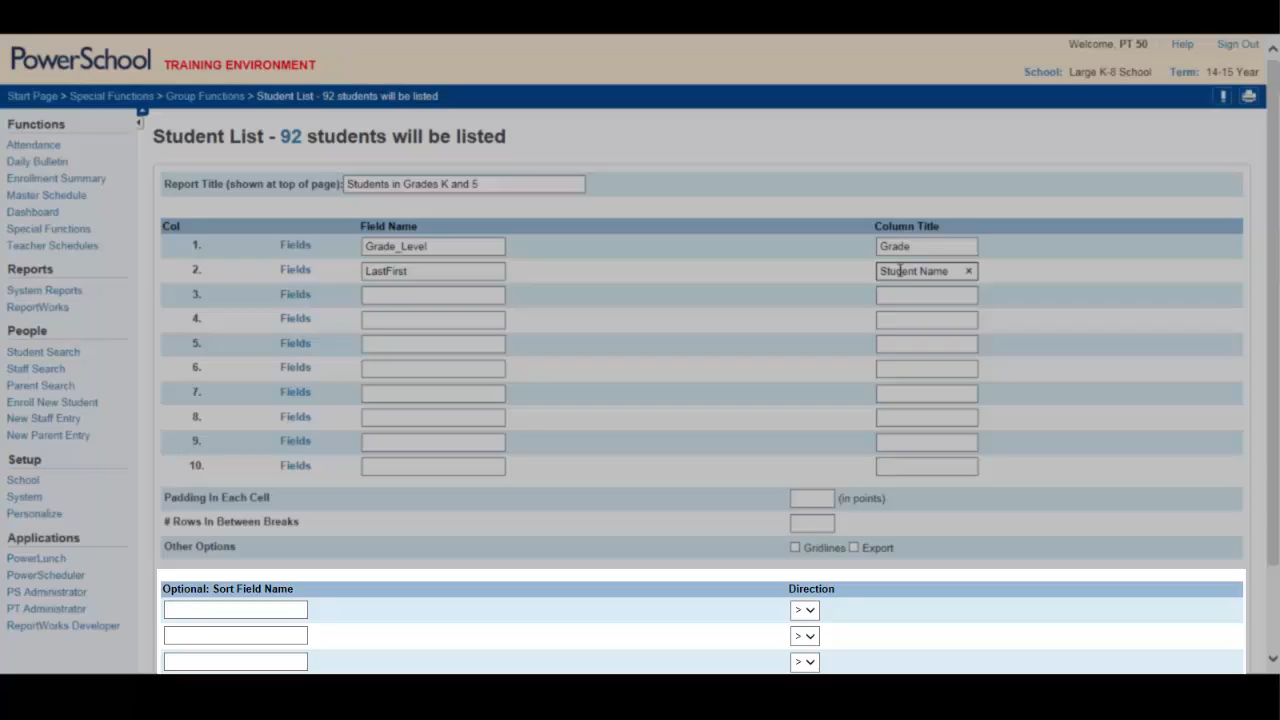 PowerSchool TRAINING ENVIRONMENT
Welcome, PT 50 Help Sign Out
School: Large K-8 School Term: 14-15 Year
Start Page > Special Functions > Group Functions > Student List - 92 students will be listed
Functions
Attendance
Daily Bulletin
Enrollment Summary
Master Schedule
Dashboard
Special Functions
Teacher Schedules
Reports
System Reports
ReportWorks
People
Student Search
Staff Search
Parent Search
Enroll New Student
New Staff Entry
New Parent Entry
Setup
School
System
Personalize
Applications
PowerLunch
PowerScheduler
PS Administrator
PT Administrator
ReportWorks Developer
Student List - 92 students will be listed
Report Title (shown at top of page): Students in Grades K and 5
Col Field Name Column Title
1. Fields Grade_Level Grade
2. Fields LastFirst Student Name ×
3. Fields
4. Fields
5. Fields
6. Fields
7. Fields
8. Fields
9. Fields
10. Fields
Padding In Each Cell (in points)
# Rows In Between Breaks
Other Options Gridlines Export
Optional: Sort Field Name Direction
>
>
>